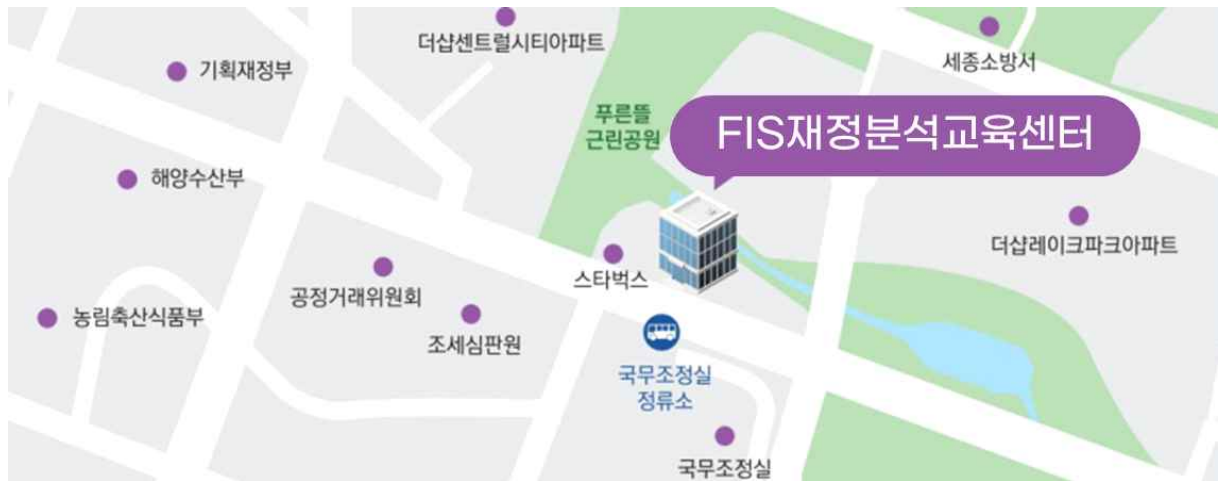 더샵센트럴시티아파트
세종소방서
기획재정부
푸른뜰
근린공원
FIS재정분석교육센터
해양수산부
더샵레이크파크아파트
스타벅스
공정거래위원회
농림축산식품부
조세심판원
국무조정실
정류소
국무조정실